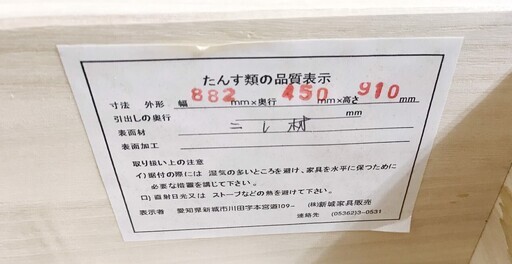 たんす類の品質表示
寸法 外形 幅 882 mm×奥行 450 mm×高さ 910 mm
引出しの奥行 mm
表面材 ニレ材
表面加工
取り扱い上の注意
イ)据付の際には 湿気の多いところを避け、家具を水平に保つために
必要な措置を講じて下さい。
ロ)直射日光又は ストーブなどの熱を避けて下さい。
表示者 愛知県新城市川田字本宮道109- (株)新城家具販売
連絡先 (05362)3-0531